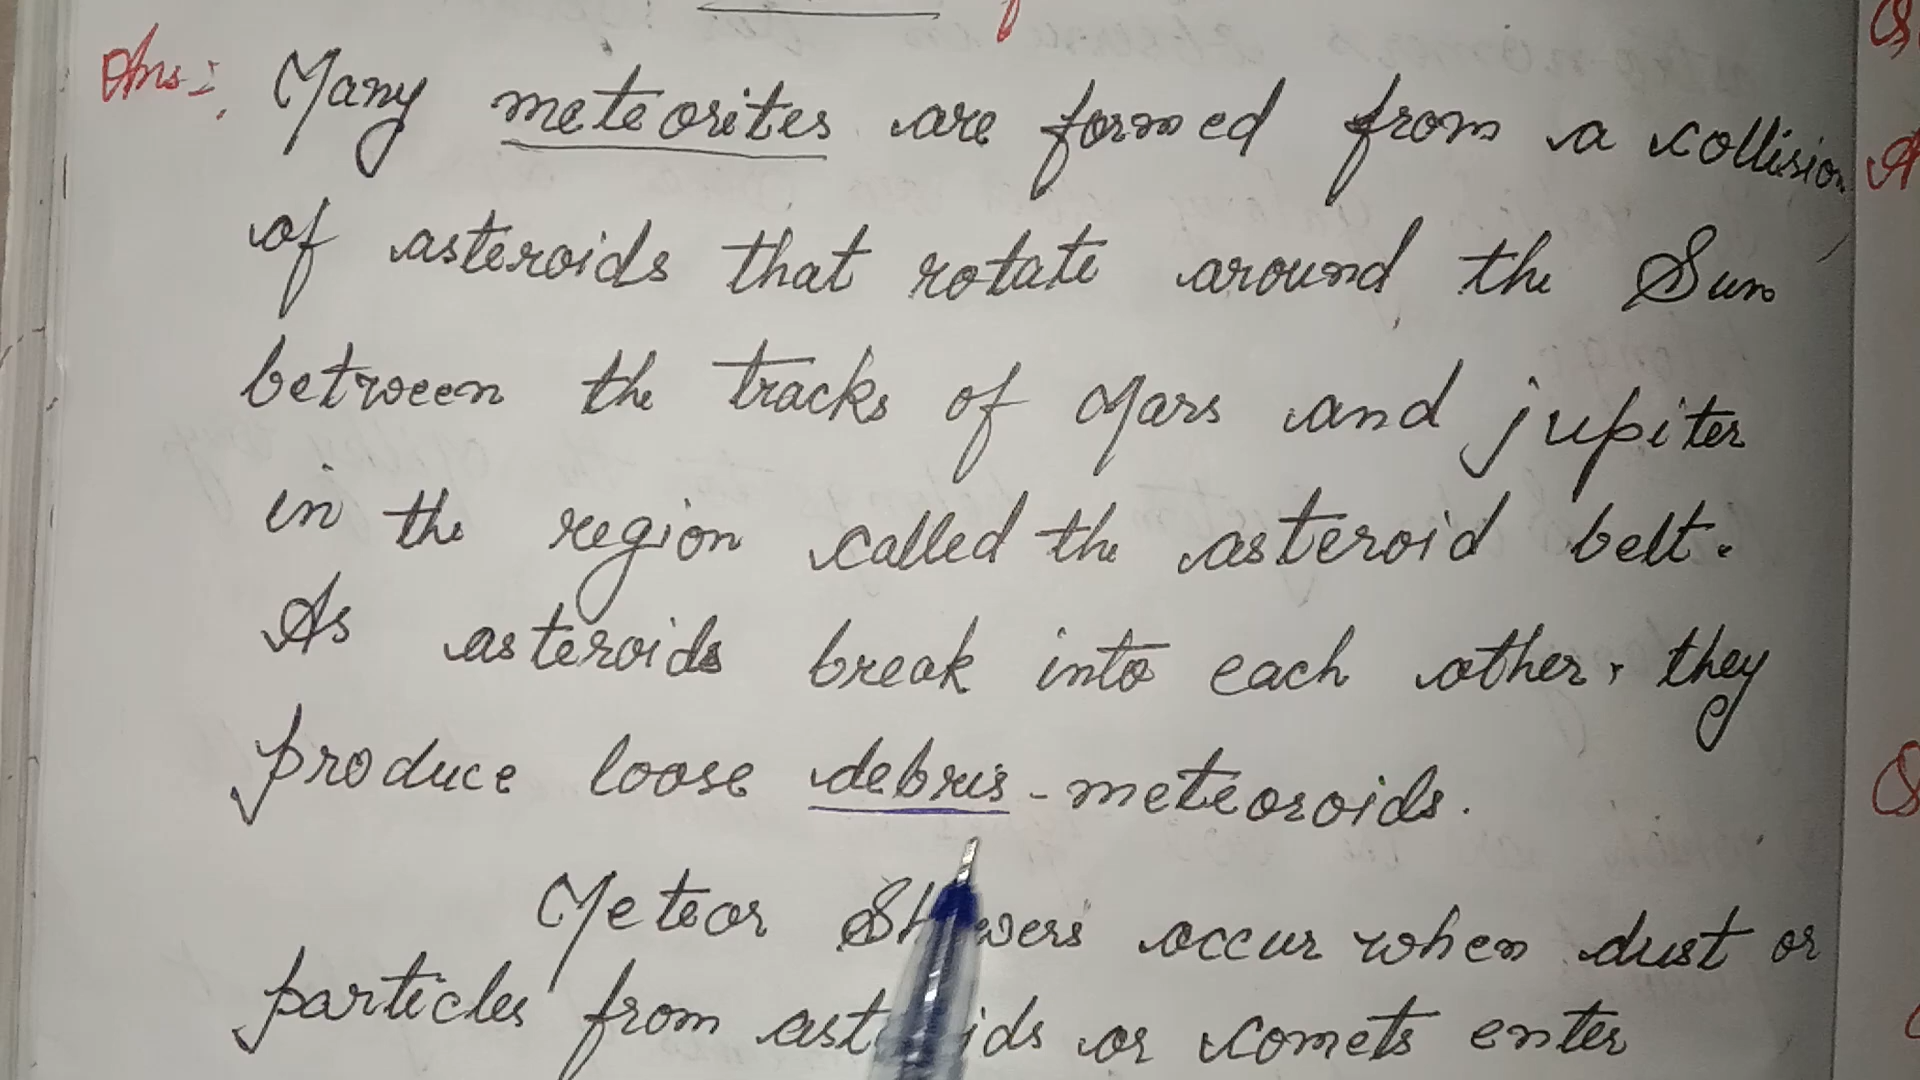 Ans:
Many meteorites are formed from a collision
of asteroids that rotate around the Sun
between the tracks of Mars and jupiter
in the region called the asteroid belt.
As asteroids break into each other, they
produce loose debris - meteoroids.
Meteor occur when dust or
particles from or comets enter